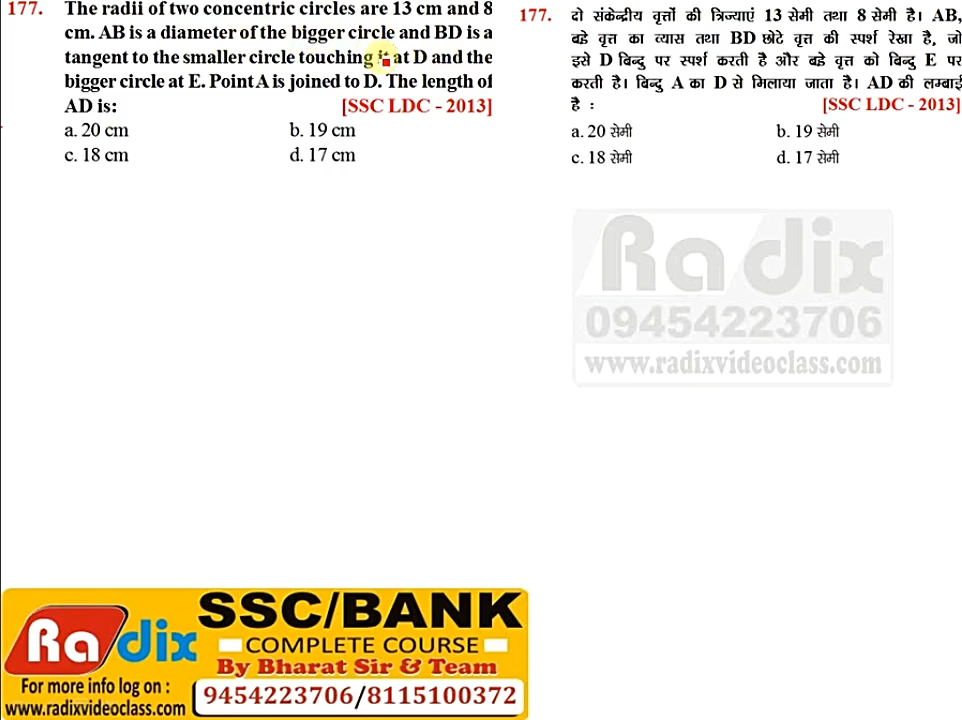 177. The radii of two concentric circles are 13 cm and 8
cm. AB is a diameter of the bigger circle and BD is a
tangent to the smaller circle touching it at D and the
bigger circle at E. Point A is joined to D. The length of
AD is: [SSC LDC - 2013]
a. 20 cm b. 19 cm
c. 18 cm d. 17 cm
177. दो संकेन्द्रीय वृत्तों की त्रिज्याएं 13 सेमी तथा 8 सेमी है। AB,
बडे वृत्त का व्यास तथा BD छोटे वृत्त की स्पर्श रेखा है, जो
इसे D बिन्दु पर स्पर्श करती है और बडे वृत्त को बिन्दु E पर
करती है। बिन्दु A का D से मिलाया जाता है। AD की लम्बाई
है : [SSC LDC - 2013]
a. 20 सेमी b. 19 सेमी
c. 18 सेमी d. 17 सेमी
Radix
09454223706
www.radixvideoclass.com
Radix
SSC/BANK
COMPLETE COURSE
By Bharat Sir & Team
For more info log on :
www.radixvideoclass.com
9454223706/8115100372